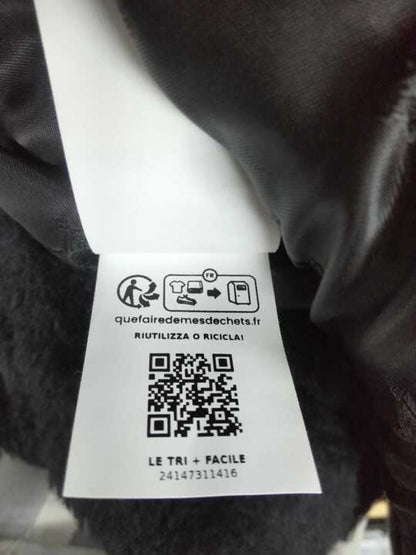 FR
quefairedemesdechets.fr
RIUTILIZZA O RICICLA!
LE TRI + FACILE
24147311416